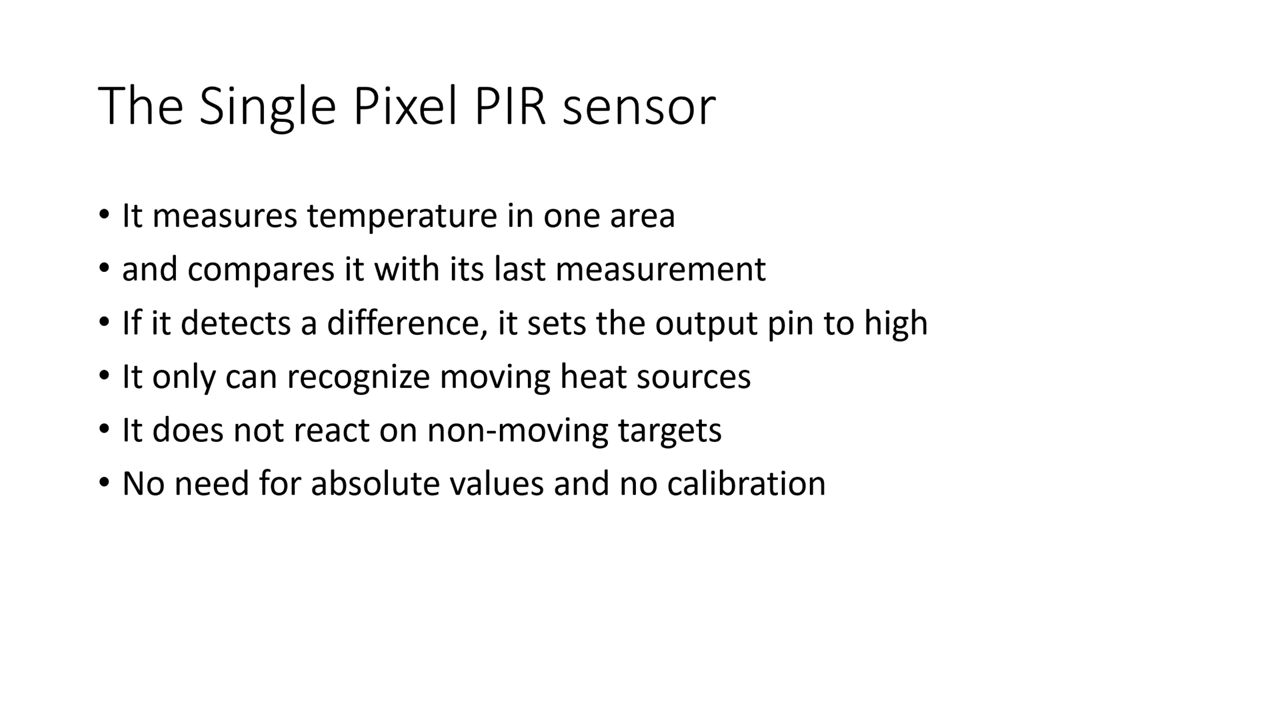 The Single Pixel PIR sensor
• It measures temperature in one area
• and compares it with its last measurement
• If it detects a difference, it sets the output pin to high
• It only can recognize moving heat sources
• It does not react on non-moving targets
• No need for absolute values and no calibration